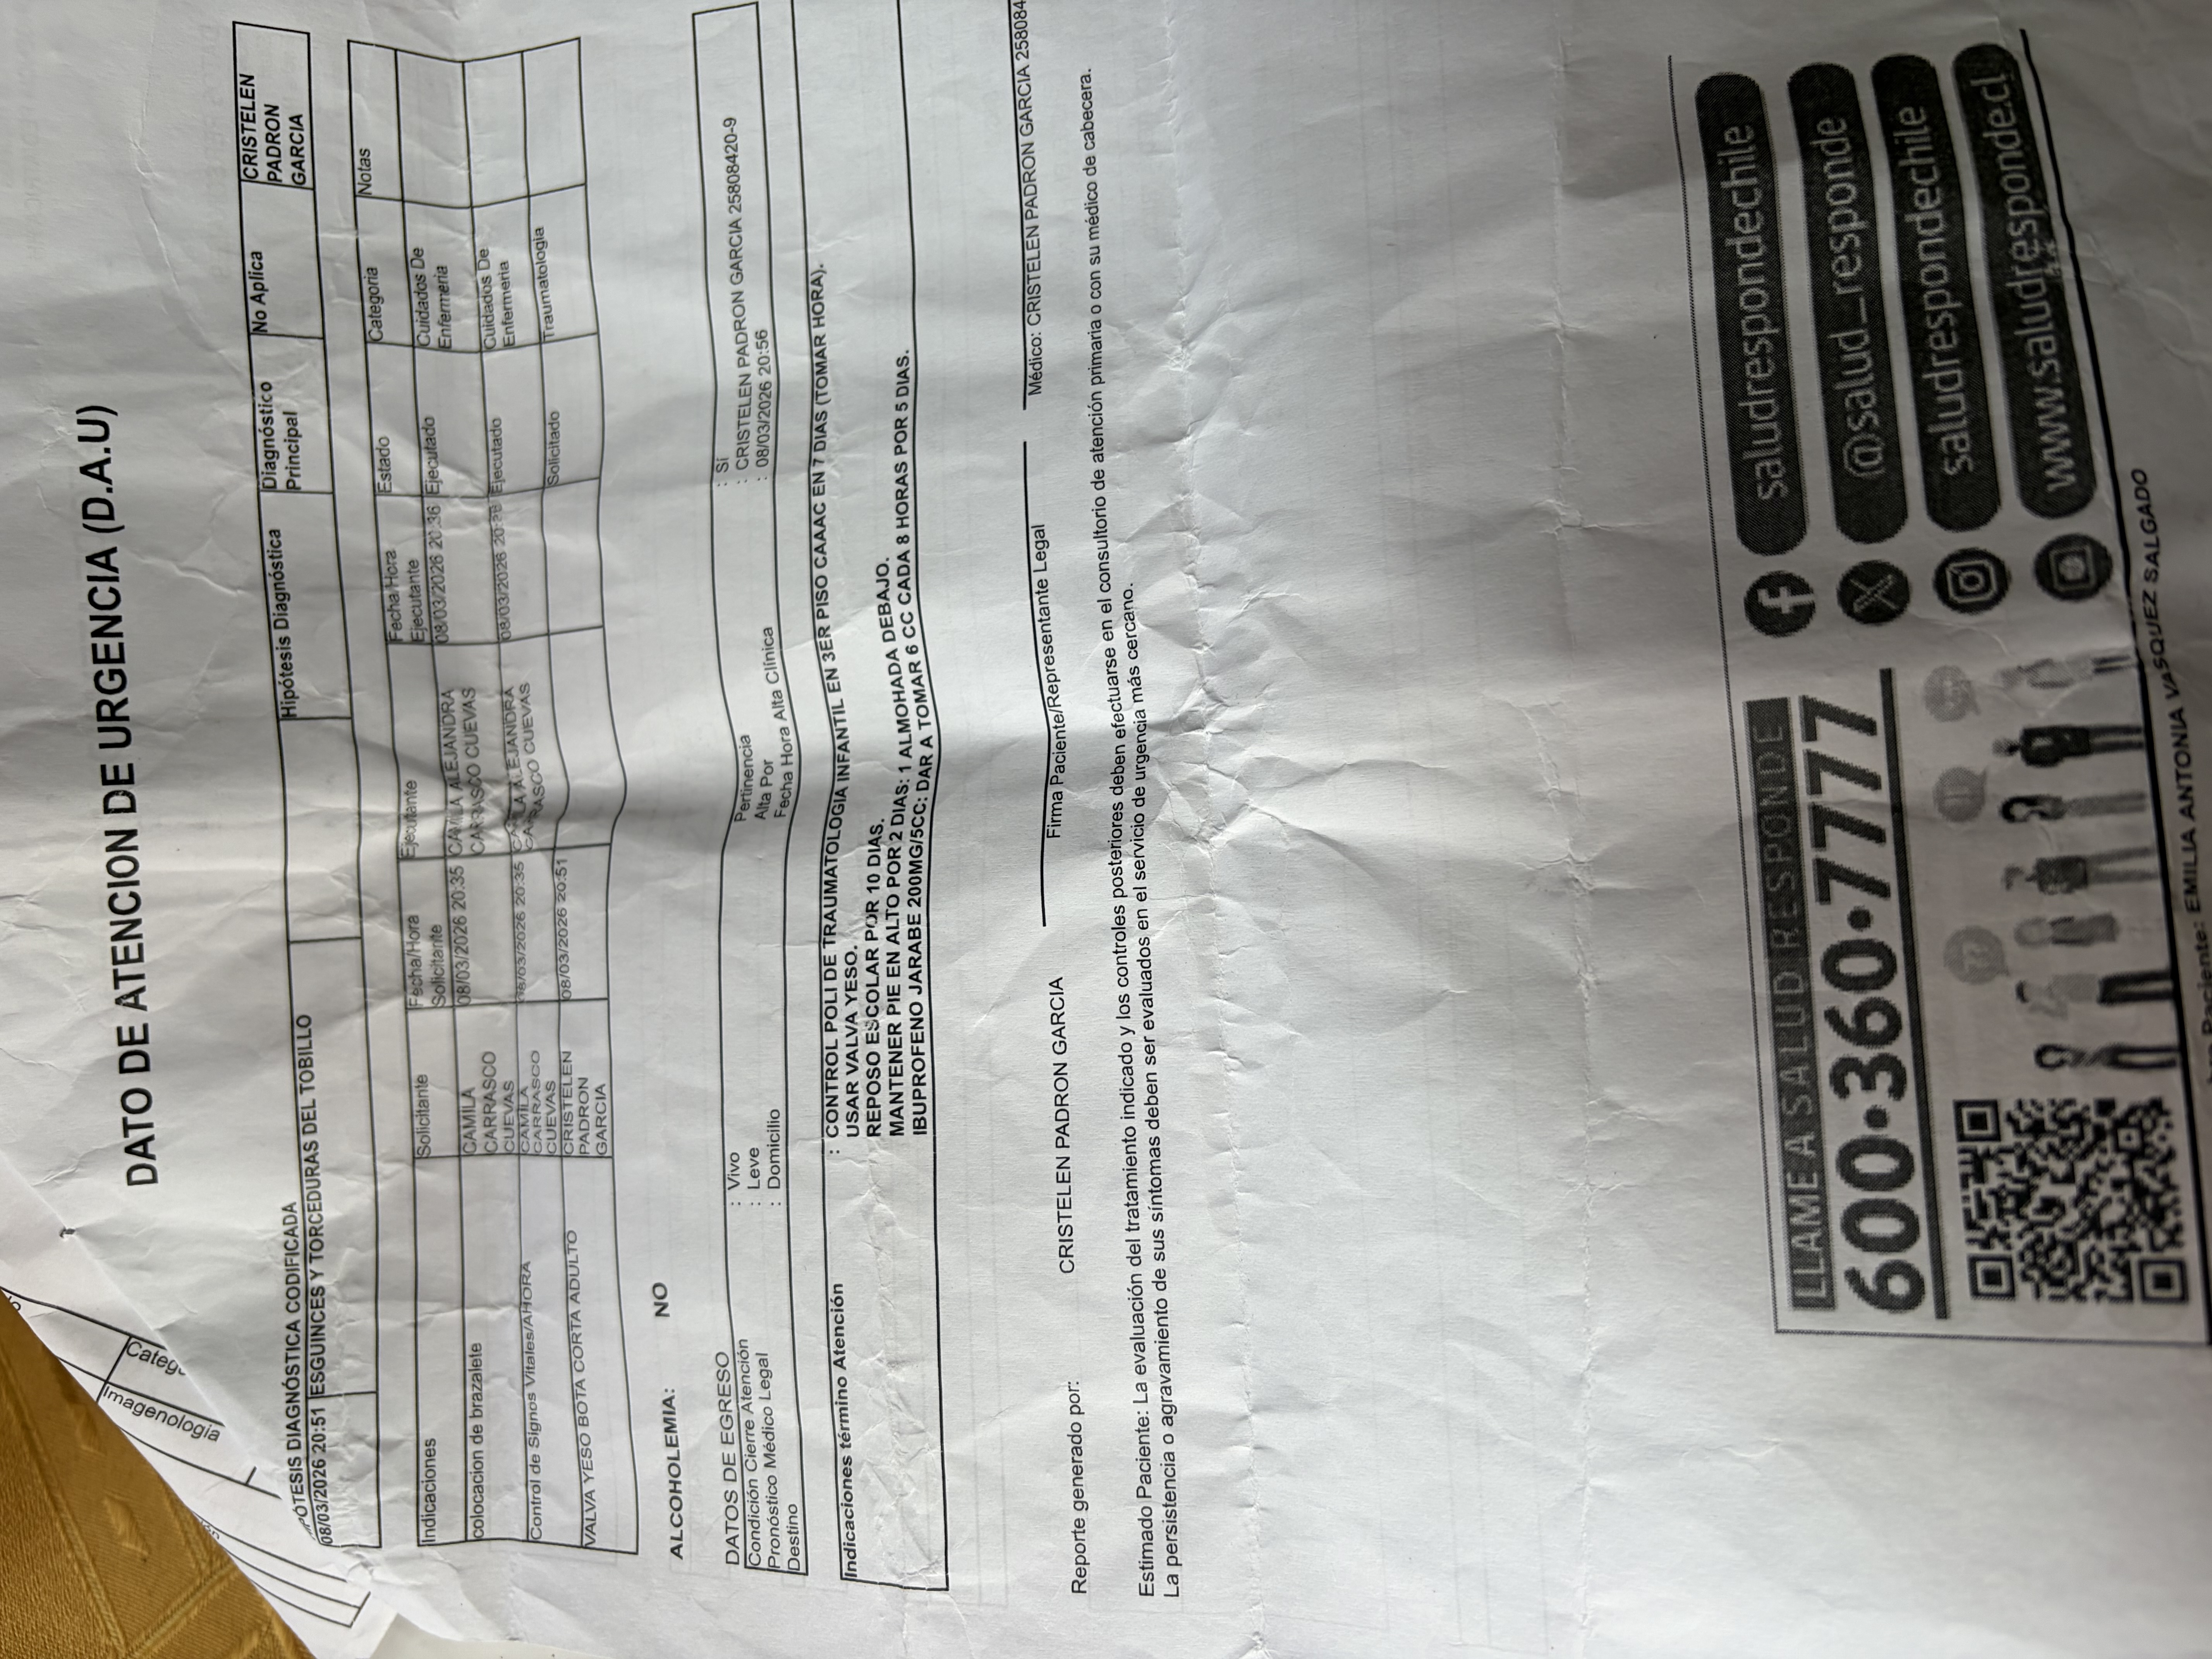 Categ
Imagenologia
DATO DE ATENCION DE URGENCIA (D.A.U)
HIPÓTESIS DIAGNÓSTICA CODIFICADA
Hipótesis Diagnóstica
Diagnóstico Principal
No Aplica
CRISTELEN PADRON GARCIA
08/03/2026 20:51 ESGUINCES Y TORCEDURAS DEL TOBILLO
Indicaciones Solicitante Fecha/Hora Solicitante Ejecutante Fecha/Hora Ejecutante Estado Categoria Notas
colocacion de brazalete CAMILA CARRASCO CUEVAS 08/03/2026 20:35 CAMILA ALEJANDRA CARRASCO CUEVAS 08/03/2026 20:36 Ejecutado Cuidados De Enfermeria
Control de Signos Vitales/AHORA CAMILA CARRASCO CUEVAS 08/03/2026 20:35 CAMILA ALEJANDRA CARRASCO CUEVAS 08/03/2026 Ejecutado Cuidados De Enfermeria
VALVA YESO BOTA CORTA ADULTO CRISTELEN PADRON GARCIA 08/03/2026 20:51 Solicitado Traumatologia
ALCOHOLEMIA: NO
DATOS DE EGRESO
Condición Cierre Atención : Vivo Pertinencia : Sí
Pronóstico Médico Legal : Leve Alta Por : CRISTELEN PADRON GARCIA 25808420-9
Destino : Domicilio Fecha Hora Alta Clínica : 08/03/2026 20:56
Indicaciones término Atención : CONTROL POLI DE TRAUMATOLOGIA INFANTIL EN 3ER PISO CAAAC EN 7 DIAS (TOMAR HORA).
USAR VALVA YESO.
REPOSO ESCOLAR POR 10 DIAS.
MANTENER PIE EN ALTO POR 2 DIAS: 1 ALMOHADA DEBAJO.
IBUPROFENO JARABE 200MG/5CC: DAR A TOMAR 6 CC CADA 8 HORAS POR 5 DIAS.
Reporte generado por: CRISTELEN PADRON GARCIA Firma Paciente/Representante Legal Médico: CRISTELEN PADRON GARCIA 258084
Estimado Paciente: La evaluación del tratamiento indicado y los controles posteriores deben efectuarse en el consultorio de atención primaria o con su médico de cabecera.
La persistencia o agravamiento de sus síntomas deben ser evaluados en el servicio de urgencia más cercano.
LLAME A SALUD RESPONDE
600·360·7777
saludrespondechile
@salud_responde
saludrespondechile
www.saludresponde.cl
Paciente: EMILIA ANTONIA VASQUEZ SALGADO